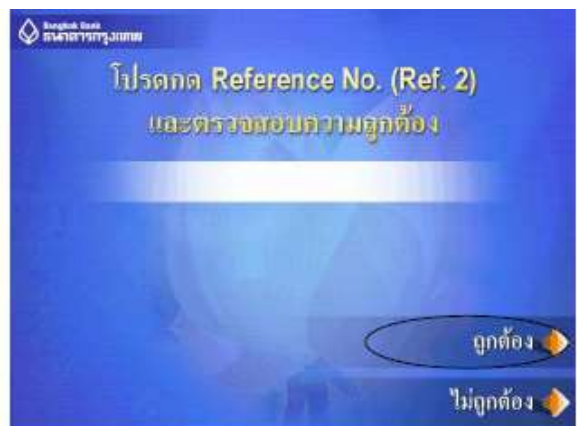 Bangkok Bank
ธนาคารกรุงเทพ
โปรดกด Reference No. (Ref. 2)
และตรวจสอบความถูกต้อง
ถูกต้อง
ไม่ถูกต้อง